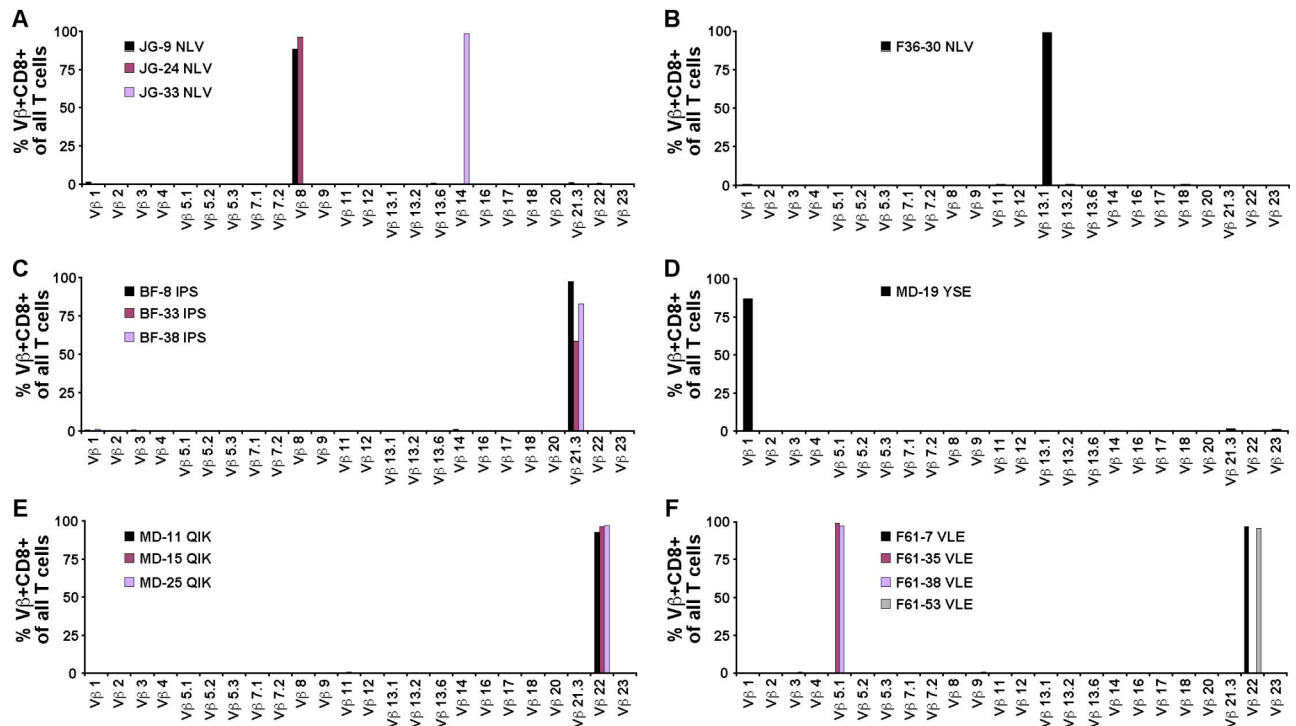 A
% Vβ+CD8+
of all T cells
100
75
50
25
0
JG-9 NLV
JG-24 NLV
JG-33 NLV
Vβ 1
Vβ 2
Vβ 3
Vβ 4
Vβ 5.1
Vβ 5.2
Vβ 5.3
Vβ 7.1
Vβ 7.2
Vβ 8
Vβ 9
Vβ 11
Vβ 12
Vβ 13.1
Vβ 13.2
Vβ 13.6
Vβ 14
Vβ 16
Vβ 17
Vβ 18
Vβ 20
Vβ 21.3
Vβ 22
Vβ 23
B
% Vβ+CD8+
of all T cells
100
75
50
25
0
F36-30 NLV
Vβ 1
Vβ 2
Vβ 3
Vβ 4
Vβ 5.1
Vβ 5.2
Vβ 5.3
Vβ 7.1
Vβ 7.2
Vβ 8
Vβ 9
Vβ 11
Vβ 12
Vβ 13.1
Vβ 13.2
Vβ 13.6
Vβ 14
Vβ 16
Vβ 17
Vβ 18
Vβ 20
Vβ 21.3
Vβ 22
Vβ 23
C
% Vβ+CD8+
of all T cells
100
75
50
25
0
BF-8 IPS
BF-33 IPS
BF-38 IPS
Vβ 1
Vβ 2
Vβ 3
Vβ 4
Vβ 5.1
Vβ 5.2
Vβ 5.3
Vβ 7.1
Vβ 7.2
Vβ 8
Vβ 9
Vβ 11
Vβ 12
Vβ 13.1
Vβ 13.2
Vβ 13.6
Vβ 14
Vβ 16
Vβ 17
Vβ 18
Vβ 20
Vβ 21.3
Vβ 22
Vβ 23
D
% Vβ+CD8+
of all T cells
100
75
50
25
0
MD-19 YSE
Vβ 1
Vβ 2
Vβ 3
Vβ 4
Vβ 5.1
Vβ 5.2
Vβ 5.3
Vβ 7.1
Vβ 7.2
Vβ 8
Vβ 9
Vβ 11
Vβ 12
Vβ 13.1
Vβ 13.2
Vβ 13.6
Vβ 14
Vβ 16
Vβ 17
Vβ 18
Vβ 20
Vβ 21.3
Vβ 22
Vβ 23
E
% Vβ+CD8+
of all T cells
100
75
50
25
0
MD-11 QIK
MD-15 QIK
MD-25 QIK
Vβ 1
Vβ 2
Vβ 3
Vβ 4
Vβ 5.1
Vβ 5.2
Vβ 5.3
Vβ 7.1
Vβ 7.2
Vβ 8
Vβ 9
Vβ 11
Vβ 12
Vβ 13.1
Vβ 13.2
Vβ 13.6
Vβ 14
Vβ 16
Vβ 17
Vβ 18
Vβ 20
Vβ 21.3
Vβ 22
Vβ 23
F
% Vβ+CD8+
of all T cells
100
75
50
25
0
F61-7 VLE
F61-35 VLE
F61-38 VLE
F61-53 VLE
Vβ 1
Vβ 2
Vβ 3
Vβ 4
Vβ 5.1
Vβ 5.2
Vβ 5.3
Vβ 7.1
Vβ 7.2
Vβ 8
Vβ 9
Vβ 11
Vβ 12
Vβ 13.1
Vβ 13.2
Vβ 13.6
Vβ 14
Vβ 16
Vβ 17
Vβ 18
Vβ 20
Vβ 21.3
Vβ 22
Vβ 23